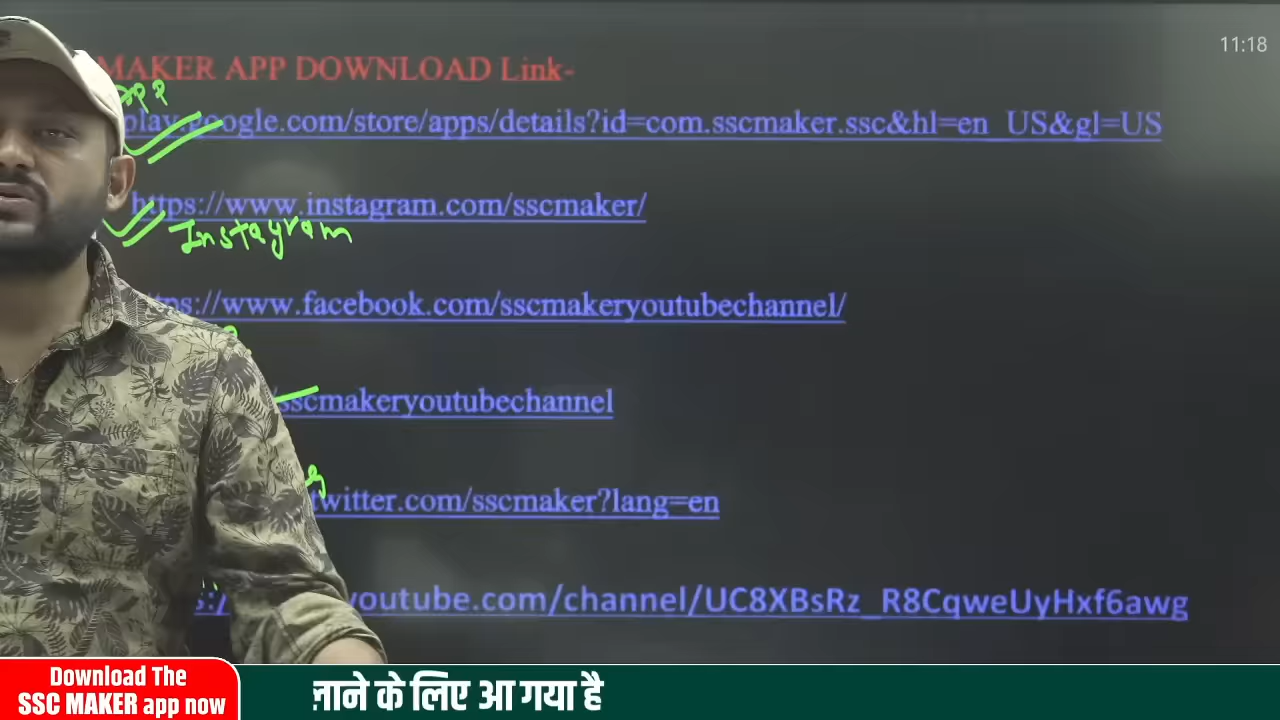 11:18
MAKER APP DOWNLOAD Link-
APP
play.google.com/store/apps/details?id=com.sscmaker.ssc&hl=en_US&gl=US
https://www.instagram.com/sscmaker/
Instagram
tps://www.facebook.com/sscmakeryoutubechannel/
/sscmakeryoutubechannel
twitter.com/sscmaker?lang=en
s:/ youtube.com/channel/UC8XBsRz_R8CqweUyHxf6awg
Download The
SSC MAKER app now
लाने के लिए आ गया है